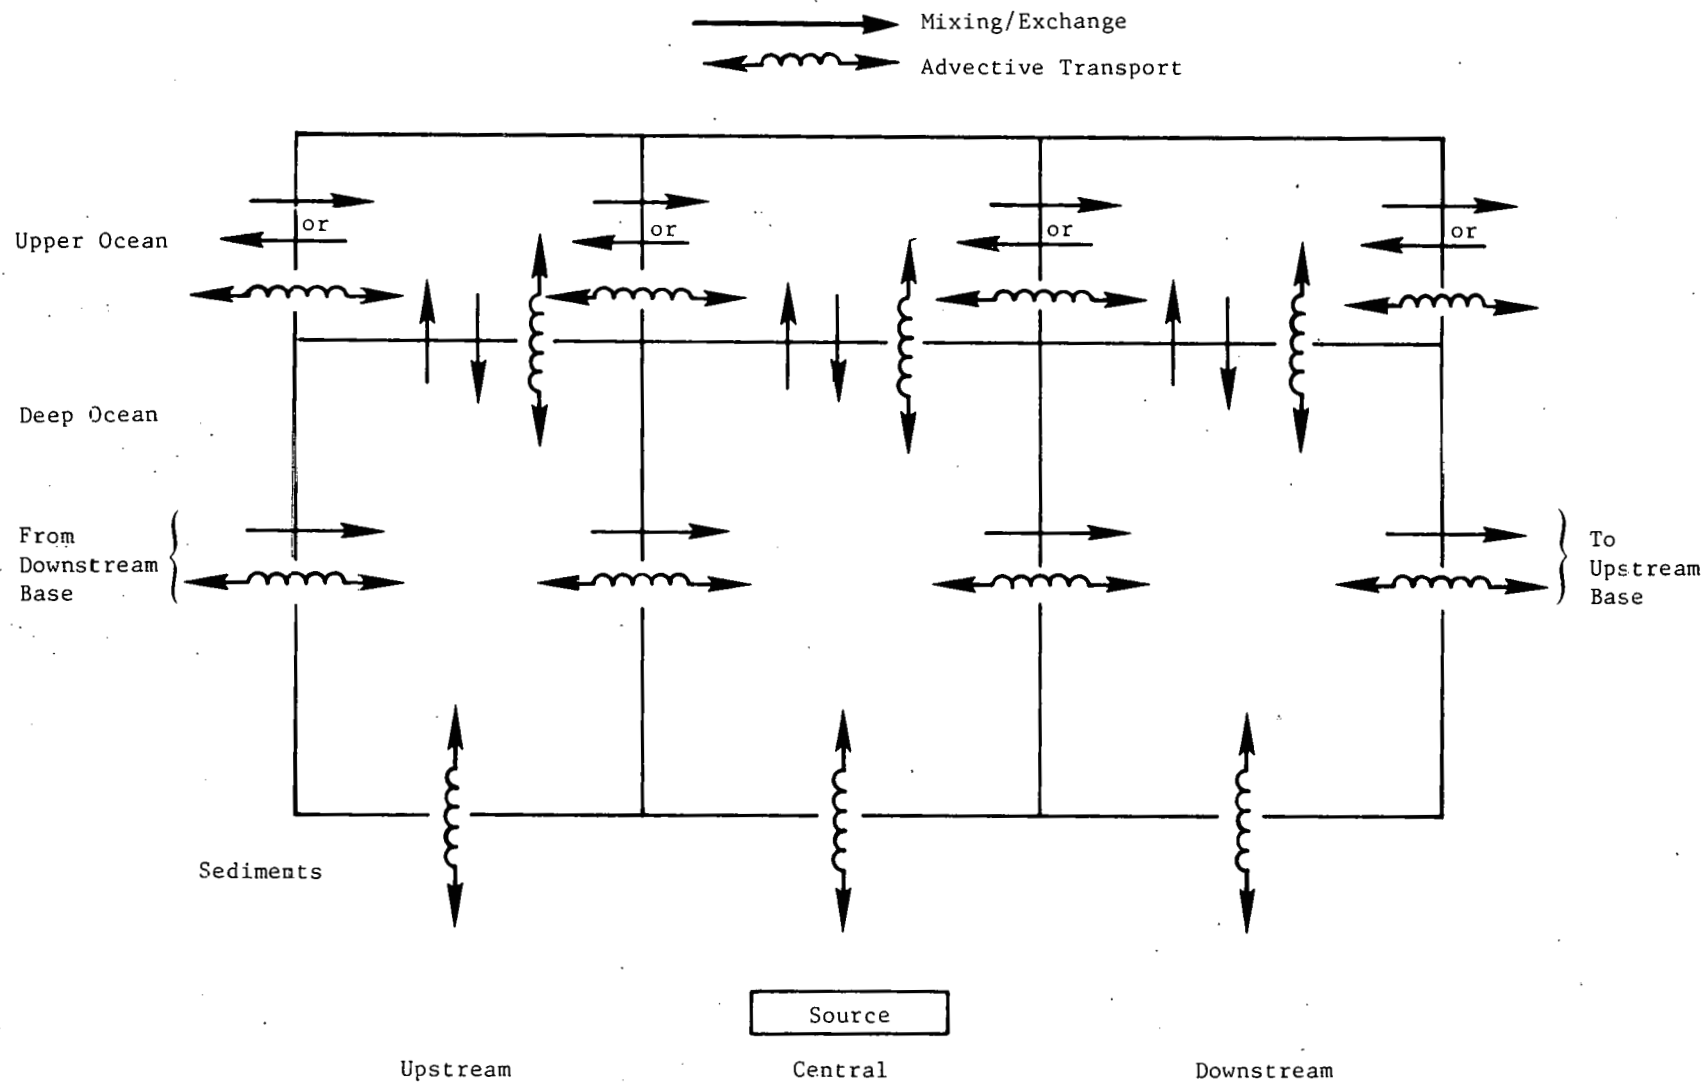 Mixing/Exchange
Advective Transport
or
or
or
or
Upper Ocean
Deep Ocean
From
Downstream
Base
To
Upstream
Base
Sediments
Source
Upstream
Central
Downstream